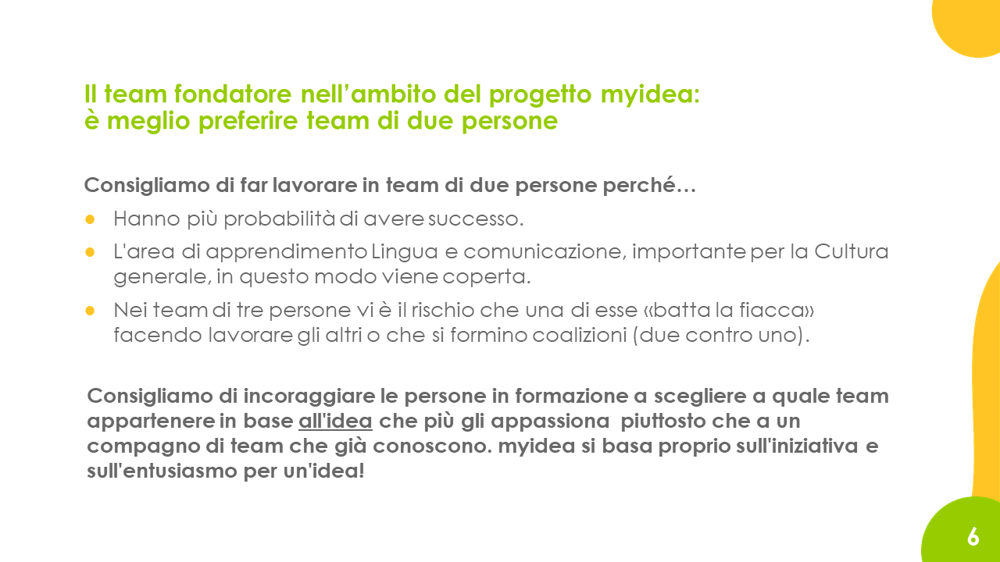 Il team fondatore nell’ambito del progetto myidea:
è meglio preferire team di due persone
Consigliamo di far lavorare in team di due persone perché…
● Hanno più probabilità di avere successo.
● L'area di apprendimento Lingua e comunicazione, importante per la Cultura
generale, in questo modo viene coperta.
● Nei team di tre persone vi è il rischio che una di esse «batta la fiacca»
facendo lavorare gli altri o che si formino coalizioni (due contro uno).
Consigliamo di incoraggiare le persone in formazione a scegliere a quale team
appartenere in base all'idea che più gli appassiona piuttosto che a un
compagno di team che già conoscono. myidea si basa proprio sull'iniziativa e
sull'entusiasmo per un'idea!
6